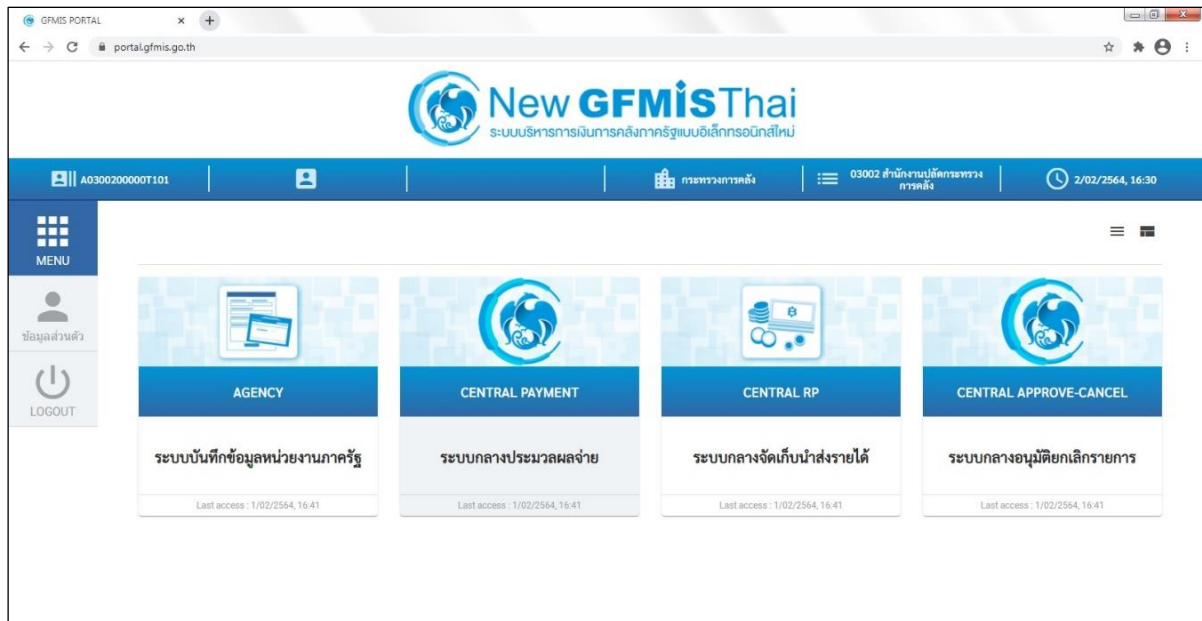 GFMIS PORTAL
portal.gfmis.go.th
New GFMISThai
ระบบบริหารการเงินการคลังภาครัฐแบบอิเล็กทรอนิกส์ใหม่
A0300200000T101
กระทรวงการคลัง
03002 สำนักงานปลัดกระทรวง
การคลัง
2/02/2564, 16:30
MENU
ข้อมูลส่วนตัว
LOGOUT
AGENCY
CENTRAL PAYMENT
CENTRAL RP
CENTRAL APPROVE-CANCEL
ระบบบันทึกข้อมูลหน่วยงานภาครัฐ
ระบบกลางประมวลผลจ่าย
ระบบกลางจัดเก็บนำส่งรายได้
ระบบกลางอนุมัติยกเลิกรายการ
Last access : 1/02/2564, 16:41
Last access : 1/02/2564, 16:41
Last access : 1/02/2564, 16:41
Last access : 1/02/2564, 16:41